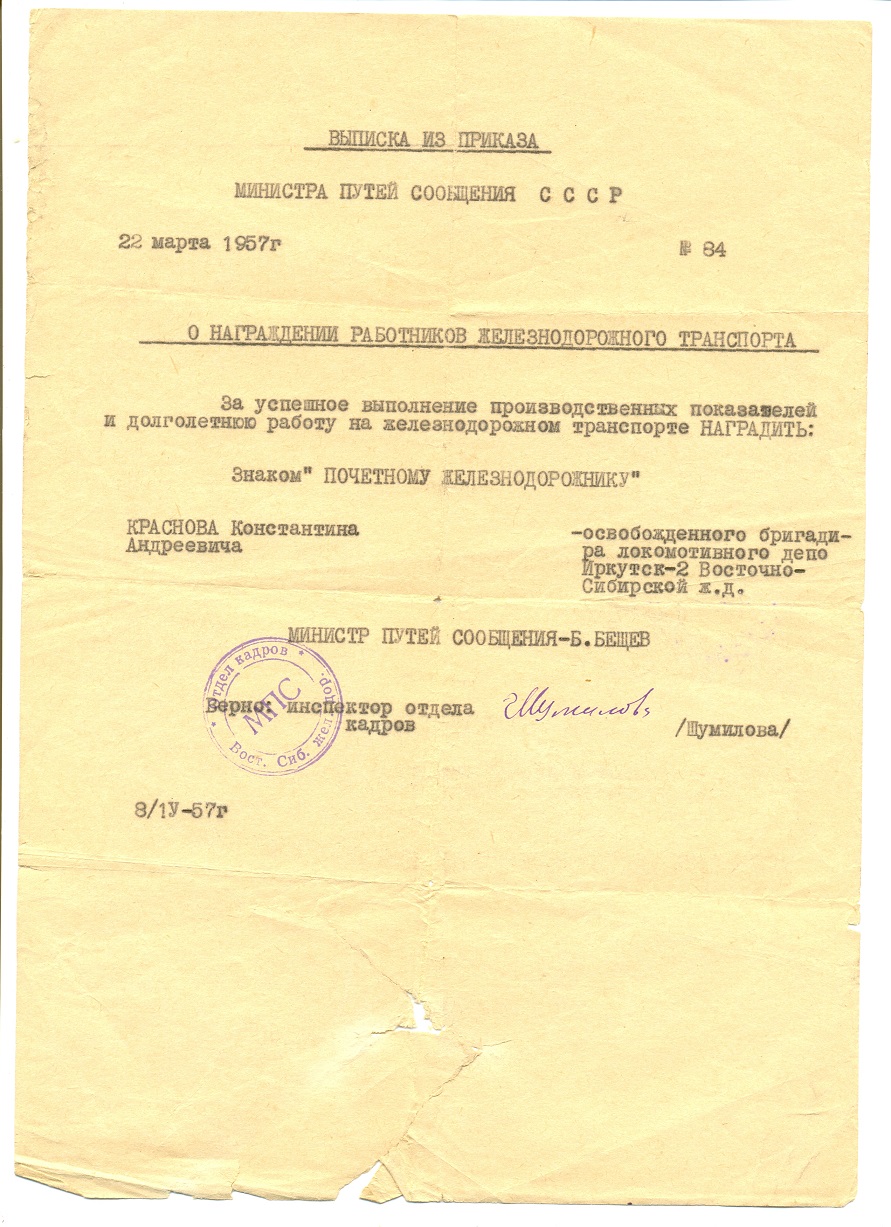 ВЫПИСКА ИЗ ПРИКАЗА
МИНИСТРА ПУТЕЙ СООБЩЕНИЯ С С С Р
22 марта 1957г № 84
О НАГРАЖДЕНИИ РАБОТНИКОВ ЖЕЛЕЗНОДОРОЖНОГО ТРАНСПОРТА
За успешное выполнение производственных показателей
и долголетнюю работу на железнодорожном транспорте НАГРАДИТЬ:
Знаком" ПОЧЕТНОМУ ЖЕЛЕЗНОДОРОЖНИКУ"
КРАСНОВА Константина
Андреевича
-освобожденного бригади-
ра локомотивного депо
Иркутск-2 Восточно-
Сибирской ж.д.
МИНИСТР ПУТЕЙ СООБЩЕНИЯ-Б.БЕЩЕВ
* Отдел кадров *
МПС
Вост. Сиб. жел. дор.
Верно: инспектор отдела
кадров
Шумилова
/Шумилова/
8/1У-57г